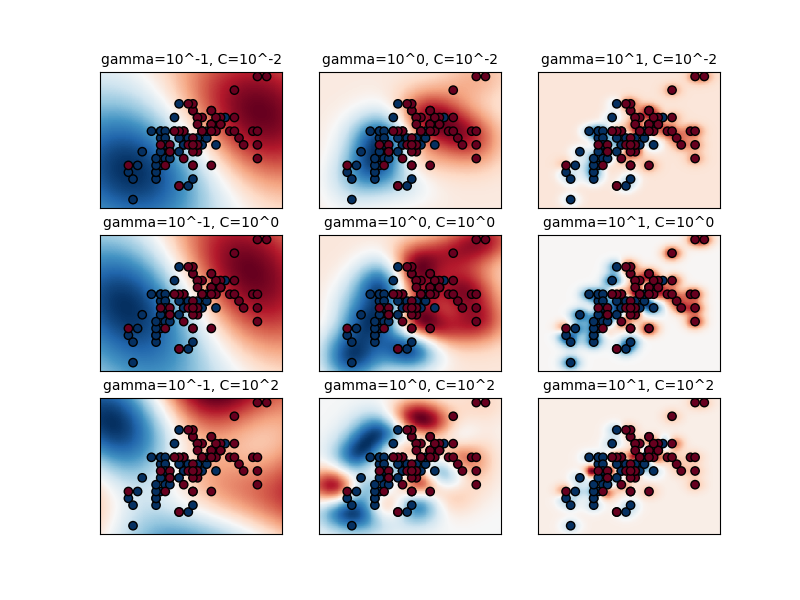 gamma=10^-1, C=10^-2
gamma=10^0, C=10^-2
gamma=10^1, C=10^-2
gamma=10^-1, C=10^0
gamma=10^0, C=10^0
gamma=10^1, C=10^0
gamma=10^-1, C=10^2
gamma=10^0, C=10^2
gamma=10^1, C=10^2